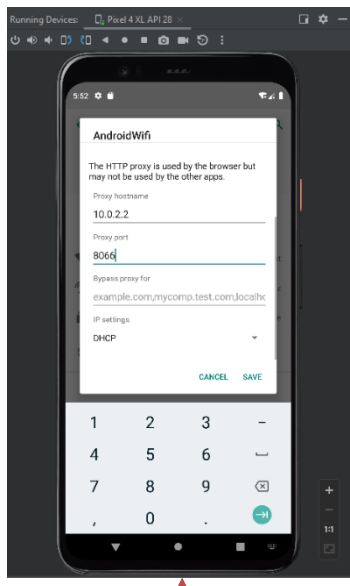 Running Devices: Pixel 4 XL API 28
5:52
AndroidWifi
The HTTP proxy is used by the browser but
may not be used by the other apps.
Proxy hostname
10.0.2.2
Proxy port
8066
Bypass proxy for
example.com,mycomp.test.com,localhc
IP settings
DHCP
CANCEL SAVE
1 2 3 -
4 5 6
7 8 9
, 0 .
1:1